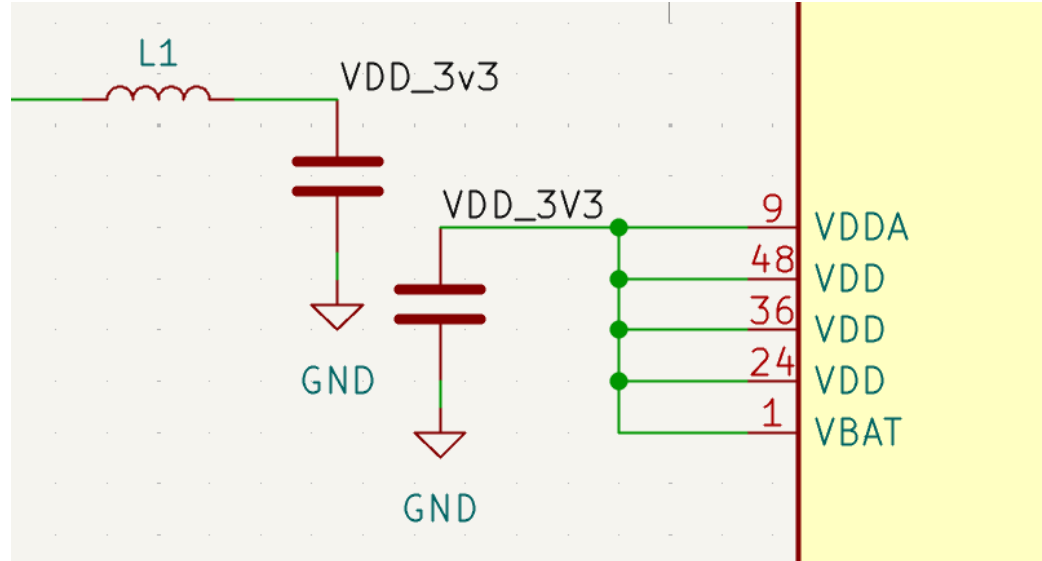 L1
VDD_3v3
VDD_3V3
9 VDDA
48 VDD
36 VDD
24 VDD
1 VBAT
GND
GND